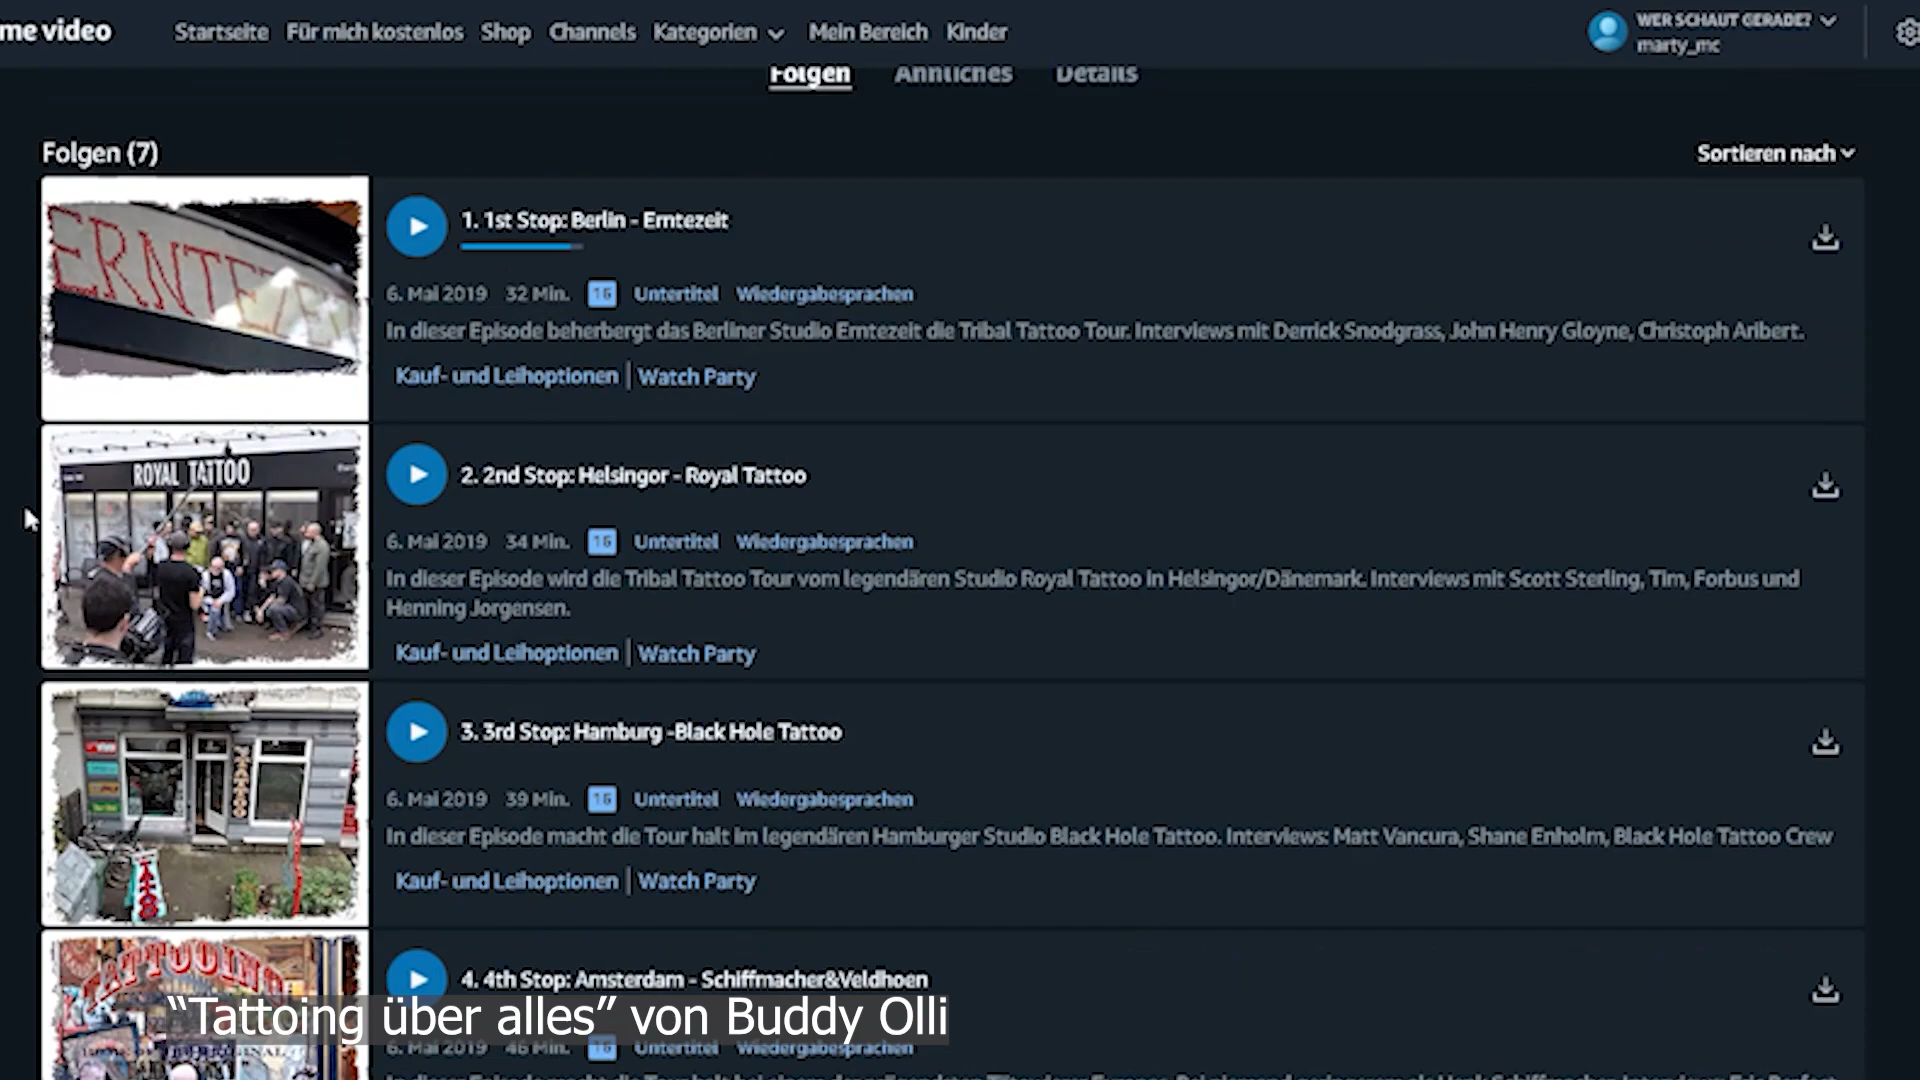 me video
Startseite Für mich kostenlos Shop Channels Kategorien Mein Bereich Kinder
WER SCHAUT GERADE?
marty_mc
Folgen Ähnliches Details
Folgen (7)
Sortieren nach
1. 1st Stop: Berlin - Erntezeit
6. Mai 2019 32 Min. 16 Untertitel Wiedergabesprachen
In dieser Episode beherbergt das Berliner Studio Erntezeit die Tribal Tattoo Tour. Interviews mit Derrick Snodgrass, John Henry Gloyne, Christoph Aribert.
Kauf- und Leihoptionen | Watch Party
ROYAL TATTOO
2. 2nd Stop: Helsingor - Royal Tattoo
6. Mai 2019 34 Min. 16 Untertitel Wiedergabesprachen
In dieser Episode wird die Tribal Tattoo Tour vom legendären Studio Royal Tattoo in Helsingor/Dänemark. Interviews mit Scott Sterling, Tim, Forbus und
Henning Jorgensen.
Kauf- und Leihoptionen | Watch Party
3. 3rd Stop: Hamburg -Black Hole Tattoo
6. Mai 2019 39 Min. 16 Untertitel Wiedergabesprachen
In dieser Episode macht die Tour halt im legendären Hamburger Studio Black Hole Tattoo. Interviews: Matt Vancura, Shane Enholm, Black Hole Tattoo Crew
Kauf- und Leihoptionen | Watch Party
TATTOOING
4. 4th Stop: Amsterdam - Schiffmacher&Veldhoen
“Tattoing über alles” von Buddy Olli
6. Mai 2019 46 Min. 16 Untertitel Wiedergabesprachen